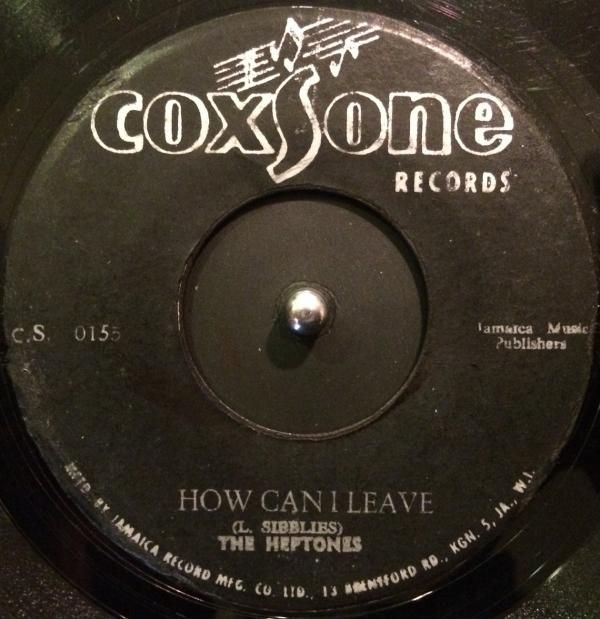 coxsone
RECORDS
C.S. 0155
Jamaica Music
Publishers
HOW CAN I LEAVE
(L. SIBBLIES)
THE HEPTONES
MFD. BY JAMAICA RECORD MFG. CO. LTD., 13 BRENTFORD RD., KGN. 5, JA., W.I.